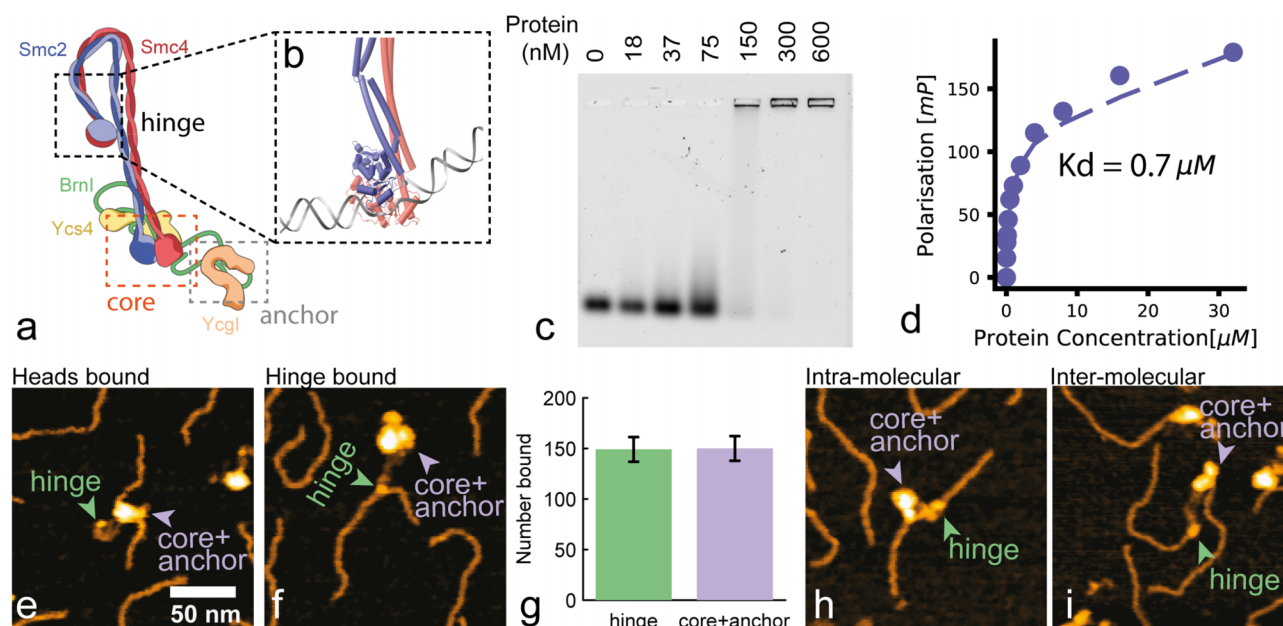 Smc2
Smc4
hinge
BrnI
Ycs4
core
YcgI
anchor
a
b
Protein
(nM)
0 18 37 75 150 300 600
c
Polarisation [mP]
150
100
50
0
Kd = 0.7 μM
0 10 20 30
Protein Concentration[μM]
d
Heads bound
hinge
core+
anchor
50 nm
e
Hinge bound
hinge
core+
anchor
f
Number bound
200
150
100
50
0
hinge core+anchor
g
Intra-molecular
core+
anchor
hinge
h
Inter-molecular
core+
anchor
hinge
i